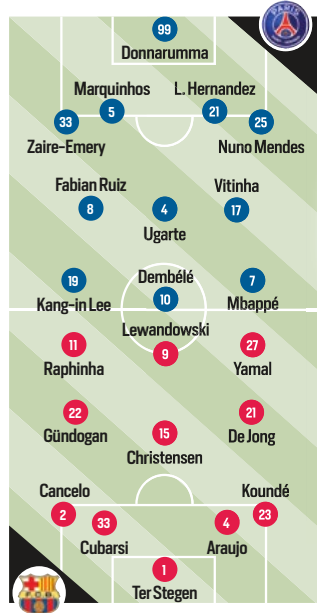 PARIS
99
Donnarumma
Marquinhos
L. Hernandez
5
21
33
25
Zaire-Emery
Nuno Mendes
Fabian Ruiz
Vitinha
8
4
17
Ugarte
Dembélé
19
10
7
Kang-in Lee
Mbappé
Lewandowski
11
9
27
Raphinha
Yamal
22
15
21
Gündogan
De Jong
Christensen
Cancelo
Koundé
2
33
4
23
Cubarsi
Araujo
1
Ter Stegen